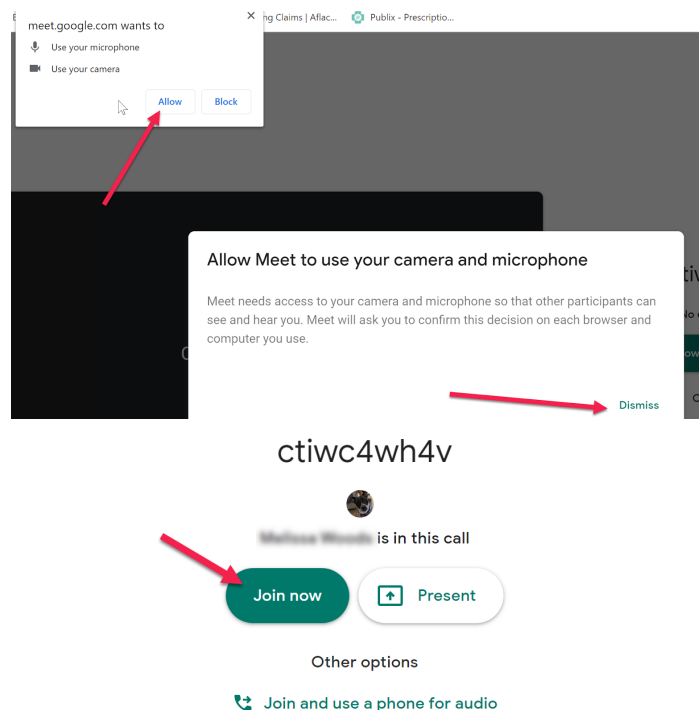 ng Claims | Aflac... Publix - Prescriptio...
meet.google.com wants to
Use your microphone
Use your camera
Allow Block
Allow Meet to use your camera and microphone
Meet needs access to your camera and microphone so that other participants can
see and hear you. Meet will ask you to confirm this decision on each browser and
computer you use.
Dismiss
ctiwc4wh4v
is in this call
Join now Present
Other options
Join and use a phone for audio